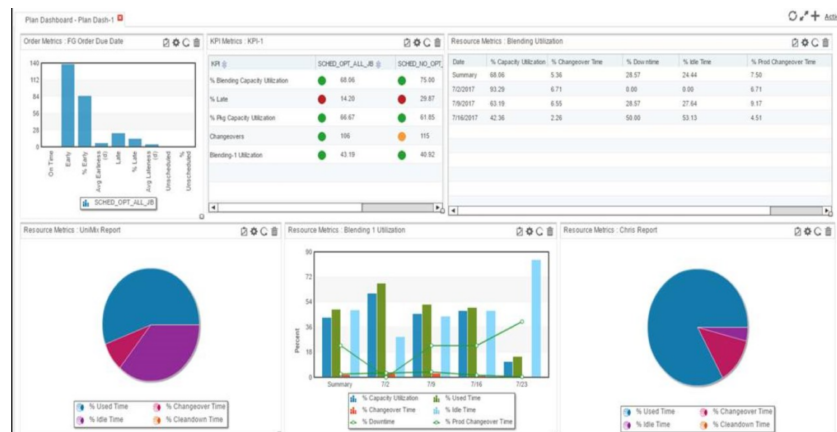 Plan Dashboard - Plan Dash-1
Order Metrics : FG Order Due Date
140
112
84
56
28
0
On Time
Early
% Early
Avg Earliness (d)
Late
% Late
Avg Lateness (d)
Unscheduled
% Unscheduled
SCHED_OPT_ALL_JB
KPI Metrics : KPI-1
KPI SCHED_OPT_ALL_JB SCHED_NO_OPT_
% Blending Capacity Utilization 68.06 75.00
% Late 14.20 29.87
% Pkg Capacity Utilization 66.67 61.85
Changeovers 106 115
Blending-1 Utilization 43.19 40.92
Resource Metrics : Blending Utilization
Date % Capacity Utilization % Changeover Time % Downtime % Idle Time % Prod Changeover Time
Summary 68.06 5.36 28.57 24.44 7.50
7/2/2017 93.29 6.71 0.00 0.00 6.71
7/9/2017 63.19 6.55 28.57 27.64 9.17
7/16/2017 42.36 2.26 50.00 53.13 4.51
Resource Metrics : UniMix Report
% Used Time % Changeover Time
% Idle Time % Cleandown Time
Resource Metrics : Blending 1 Utilization
Percent
90
72
54
36
18
0
Summary 7/2 7/9 7/16 7/23
% Capacity Utilization % Used Time
% Changeover Time % Idle Time
% Downtime % Prod Changeover Time
Resource Metrics : Chris Report
% Used Time % Changeover Time
% Idle Time % Cleandown Time